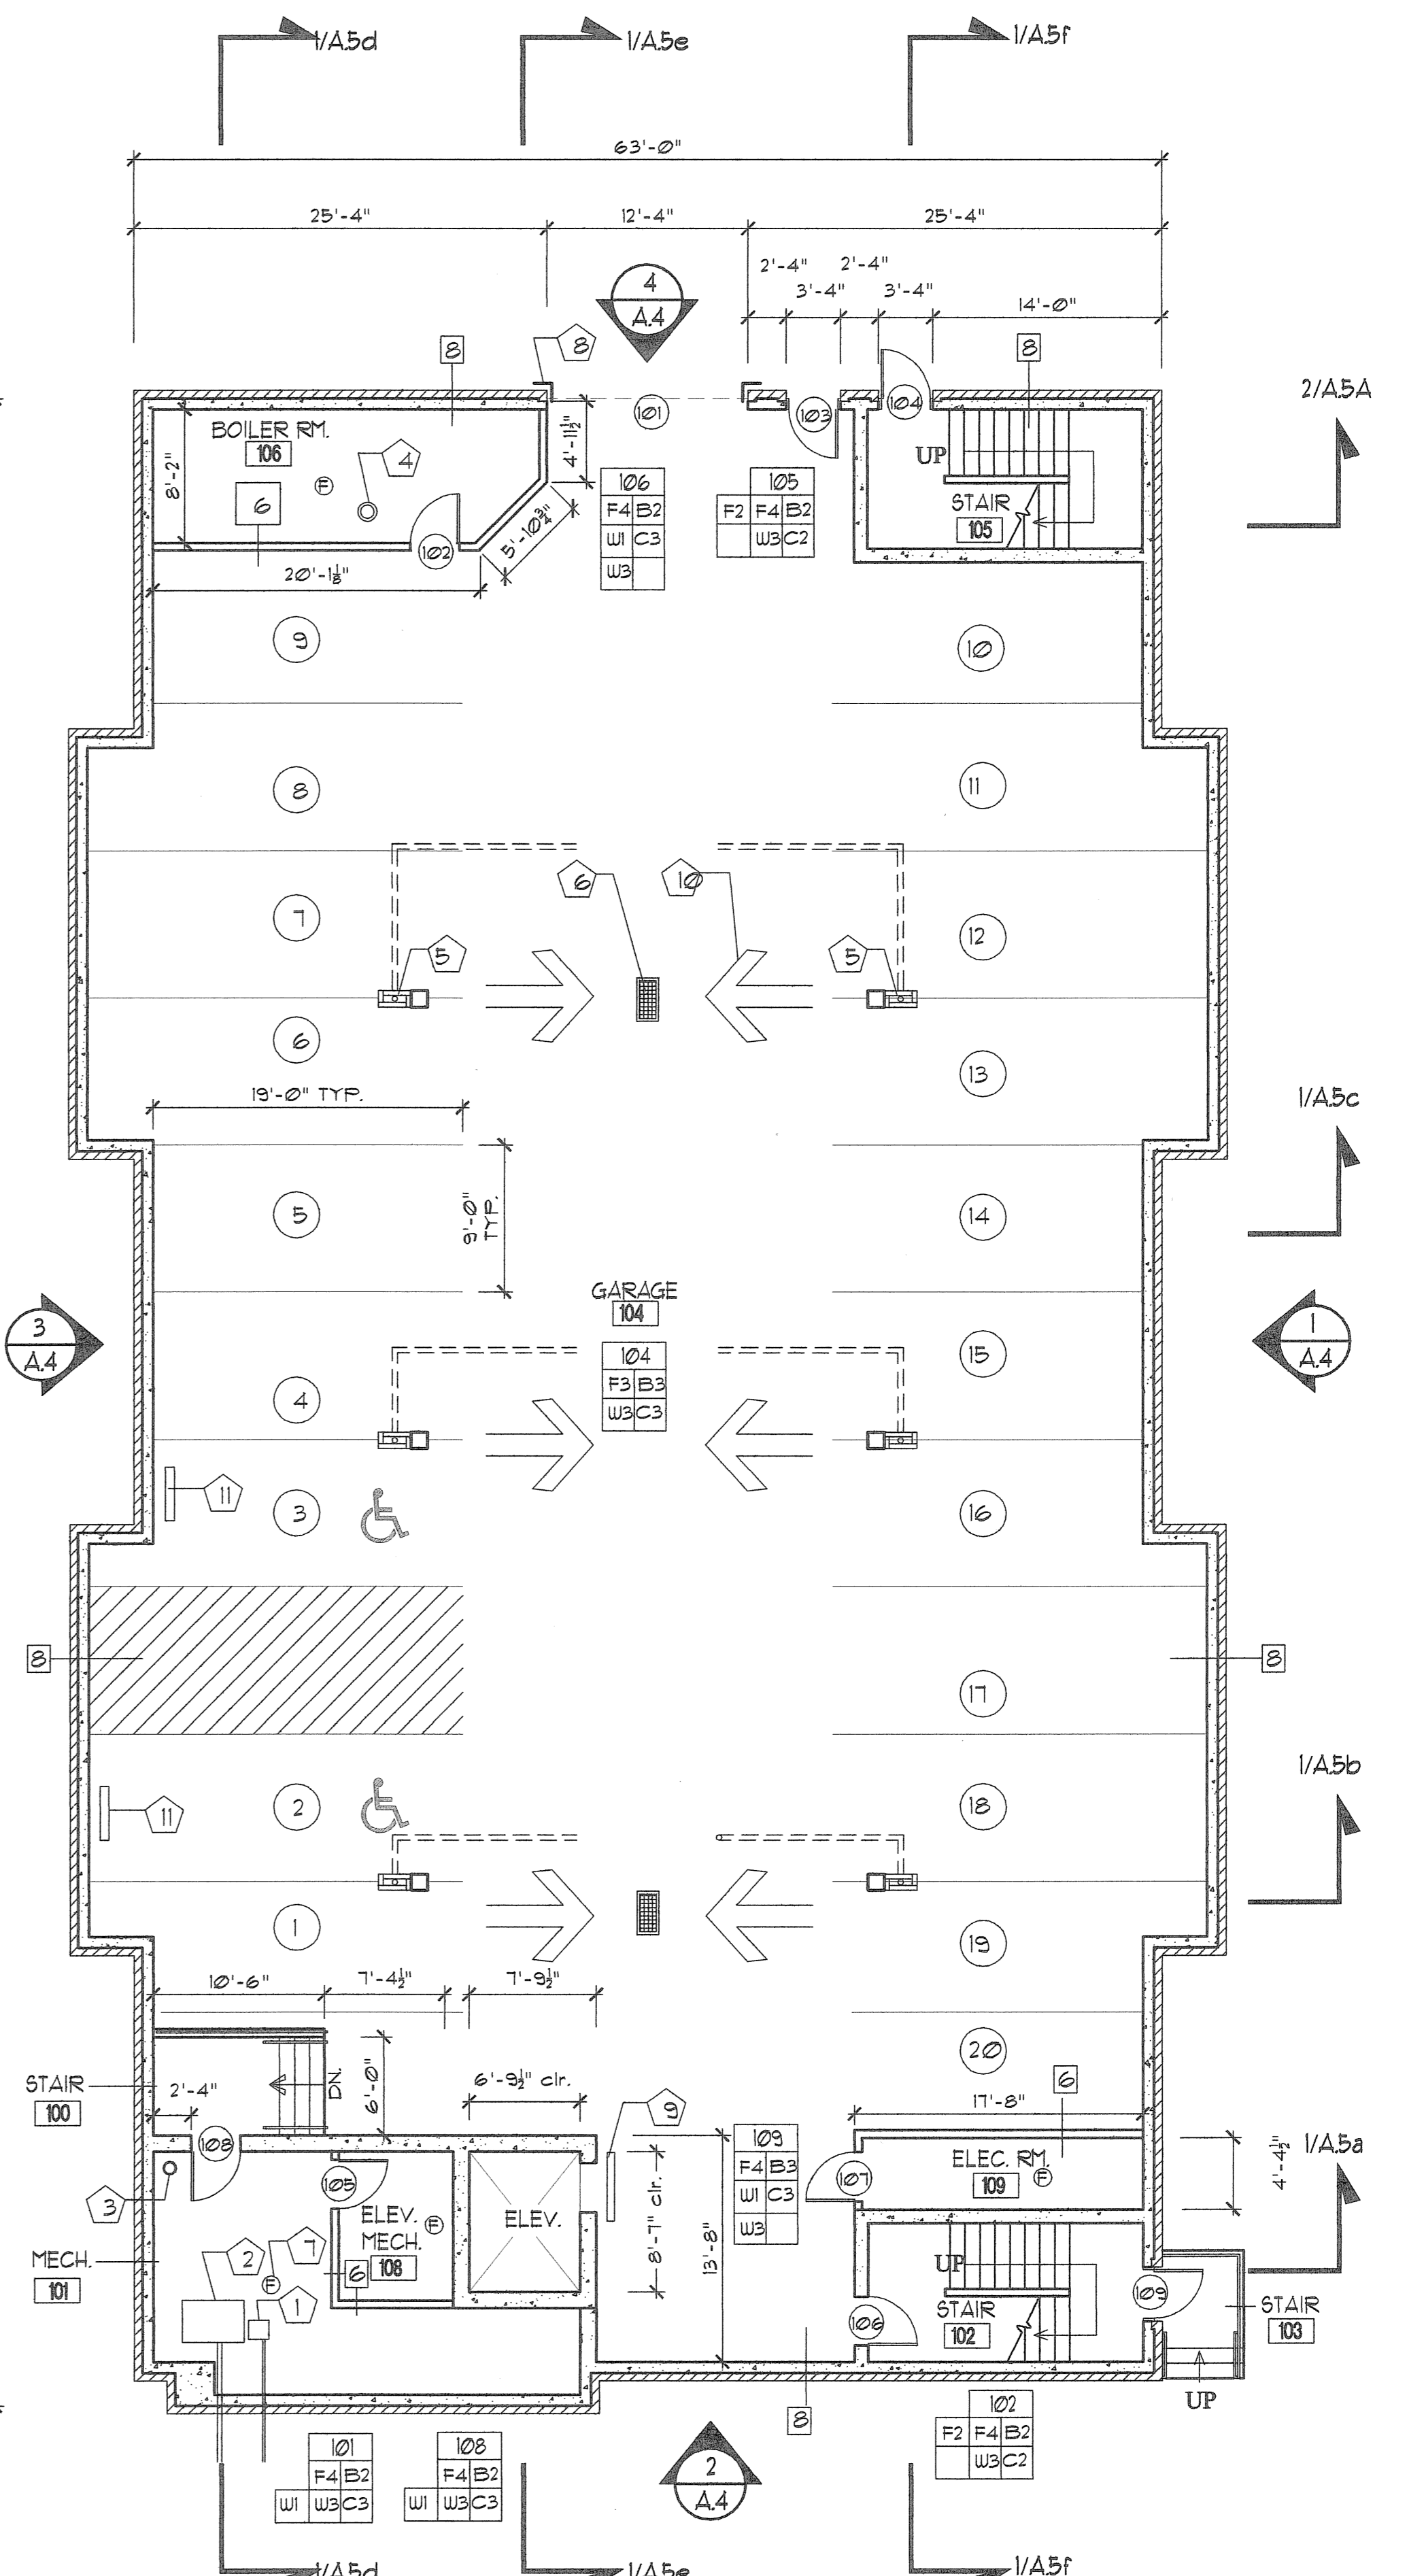 1/A.5d
1/A.5e
1/A.5f
63'-0"
25'-4"
12'-4"
25'-4"
2'-4"
2'-4"
3'-4"
3'-4"
14'-0"
4
A.4
8
8
8
2/A.5A
101
103
104
BOILER RM.
106
4
8'-2"
F
6
102
4'-11½"
5'-10¾"
20'-1⅛"
106
F4 B2
W1 C3
W3
105
F2 F4 B2
W3 C2
UP
STAIR
105
9
10
8
11
6
10
7
12
5
5
6
13
19'-0" TYP.
1/A.5c
5
14
9'-0"
TYP.
GARAGE
104
3
A.4
104
F3 B3
W3 C3
15
1
A.4
4
11
3
16
8
8
17
1/A.5b
11
2
18
1
19
10'-6"
7'-4½"
7'-9½"
20
STAIR
100
2'-4"
DN.
6'-0"
6'-9½" clr.
9
6
17'-8"
108
109
F4 B3
W1 C3
W3
107
ELEC. RM.
109
F
4'-4½"
1/A.5a
3
105
ELEV.
MECH.
108
F
ELEV.
8'-7" clr.
13'-8"
MECH.
101
2
7
F
1
6
UP
STAIR
102
106
109
STAIR
103
UP
8
101
F4 B2
W1 W3 C3
108
F4 B2
W1 W3 C3
2
A.4
102
F2 F4 B2
W3 C2
1/A.5d
1/A.5e
1/A.5f